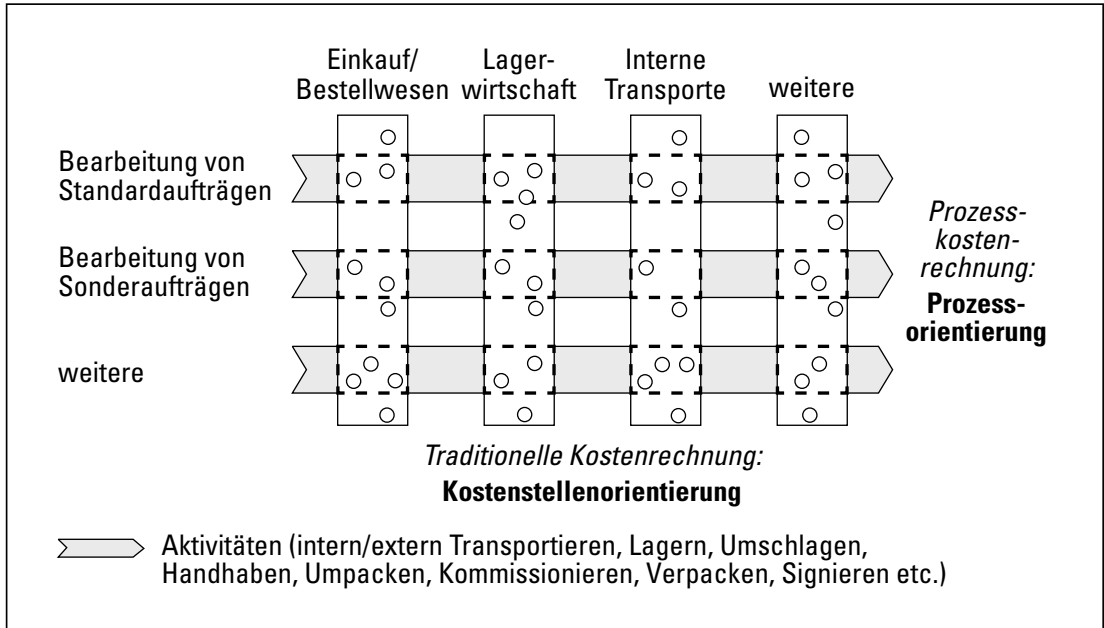 Einkauf/
Bestellwesen
Lager-
wirtschaft
Interne
Transporte
weitere
Bearbeitung von
Standardaufträgen
Bearbeitung von
Sonderaufträgen
weitere
Prozess-
kosten-
rechnung:
Prozess-
orientierung
Traditionelle Kostenrechnung:
Kostenstellenorientierung
Aktivitäten (intern/extern Transportieren, Lagern, Umschlagen,
Handhaben, Umpacken, Kommissionieren, Verpacken, Signieren etc.)